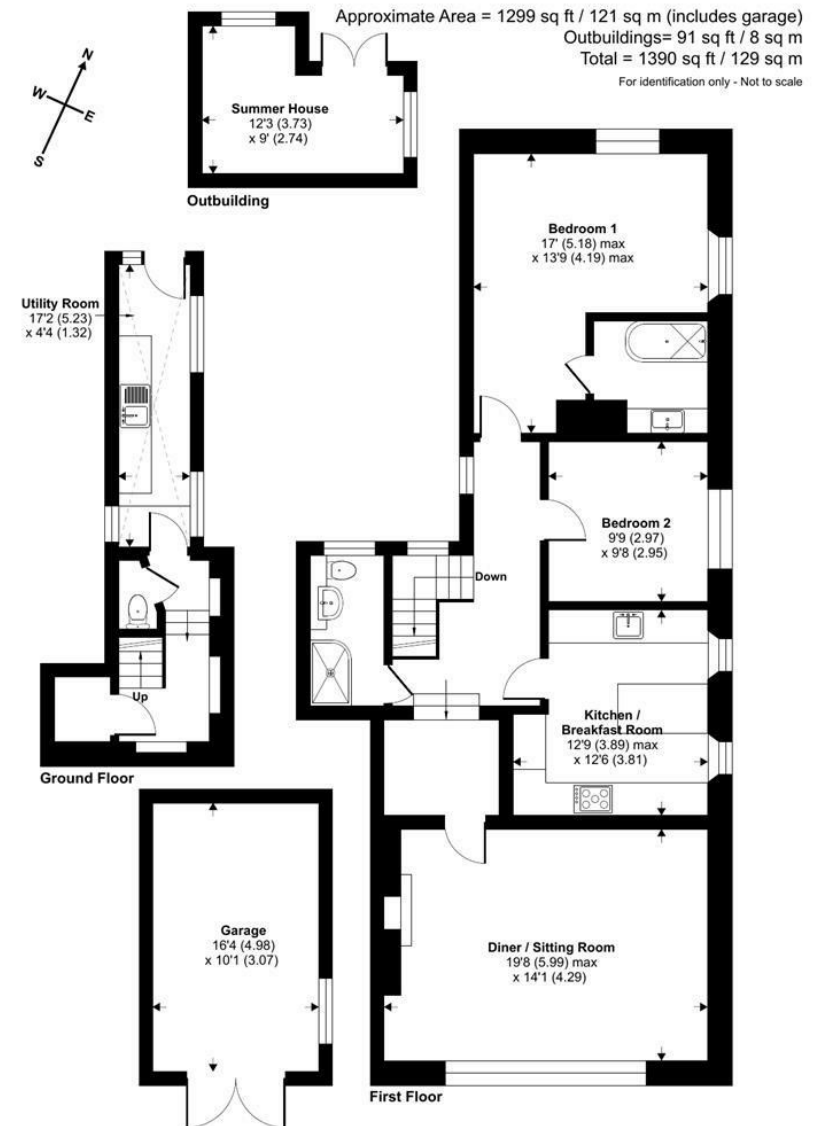 Approximate Area = 1299 sq ft / 121 sq m (includes garage)
Outbuildings= 91 sq ft / 8 sq m
Total = 1390 sq ft / 129 sq m
For identification only - Not to scale
N
W
E
S
Summer House
12'3 (3.73)
x 9' (2.74)
Outbuilding
Bedroom 1
17' (5.18) max
x 13'9 (4.19) max
Utility Room
17'2 (5.23)
x 4'4 (1.32)
Bedroom 2
9'9 (2.97)
x 9'8 (2.95)
Down
Up
Kitchen /
Breakfast Room
12'9 (3.89) max
x 12'6 (3.81)
Ground Floor
Garage
16'4 (4.98)
x 10'1 (3.07)
Diner / Sitting Room
19'8 (5.99) max
x 14'1 (4.29)
First Floor